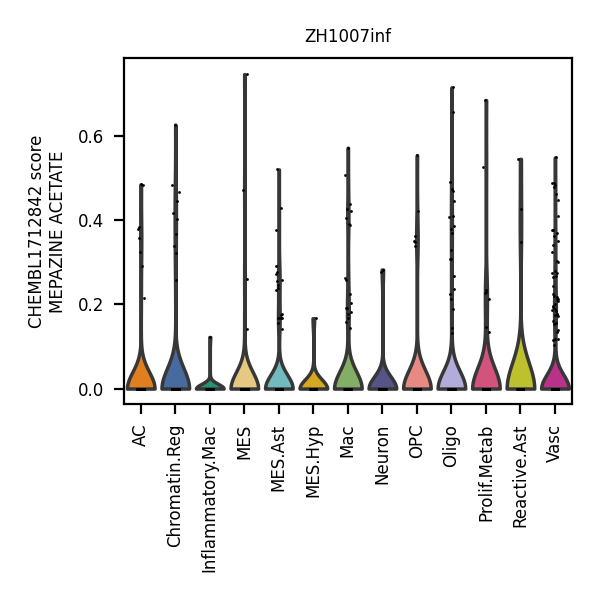 ZH1007inf
CHEMBL1712842 score
MEPAZINE ACETATE
0.6
0.4
0.2
0.0
AC
Chromatin.Reg
Inflammatory.Mac
MES
MES.Ast
MES.Hyp
Mac
Neuron
OPC
Oligo
Prolif.Metab
Reactive.Ast
Vasc